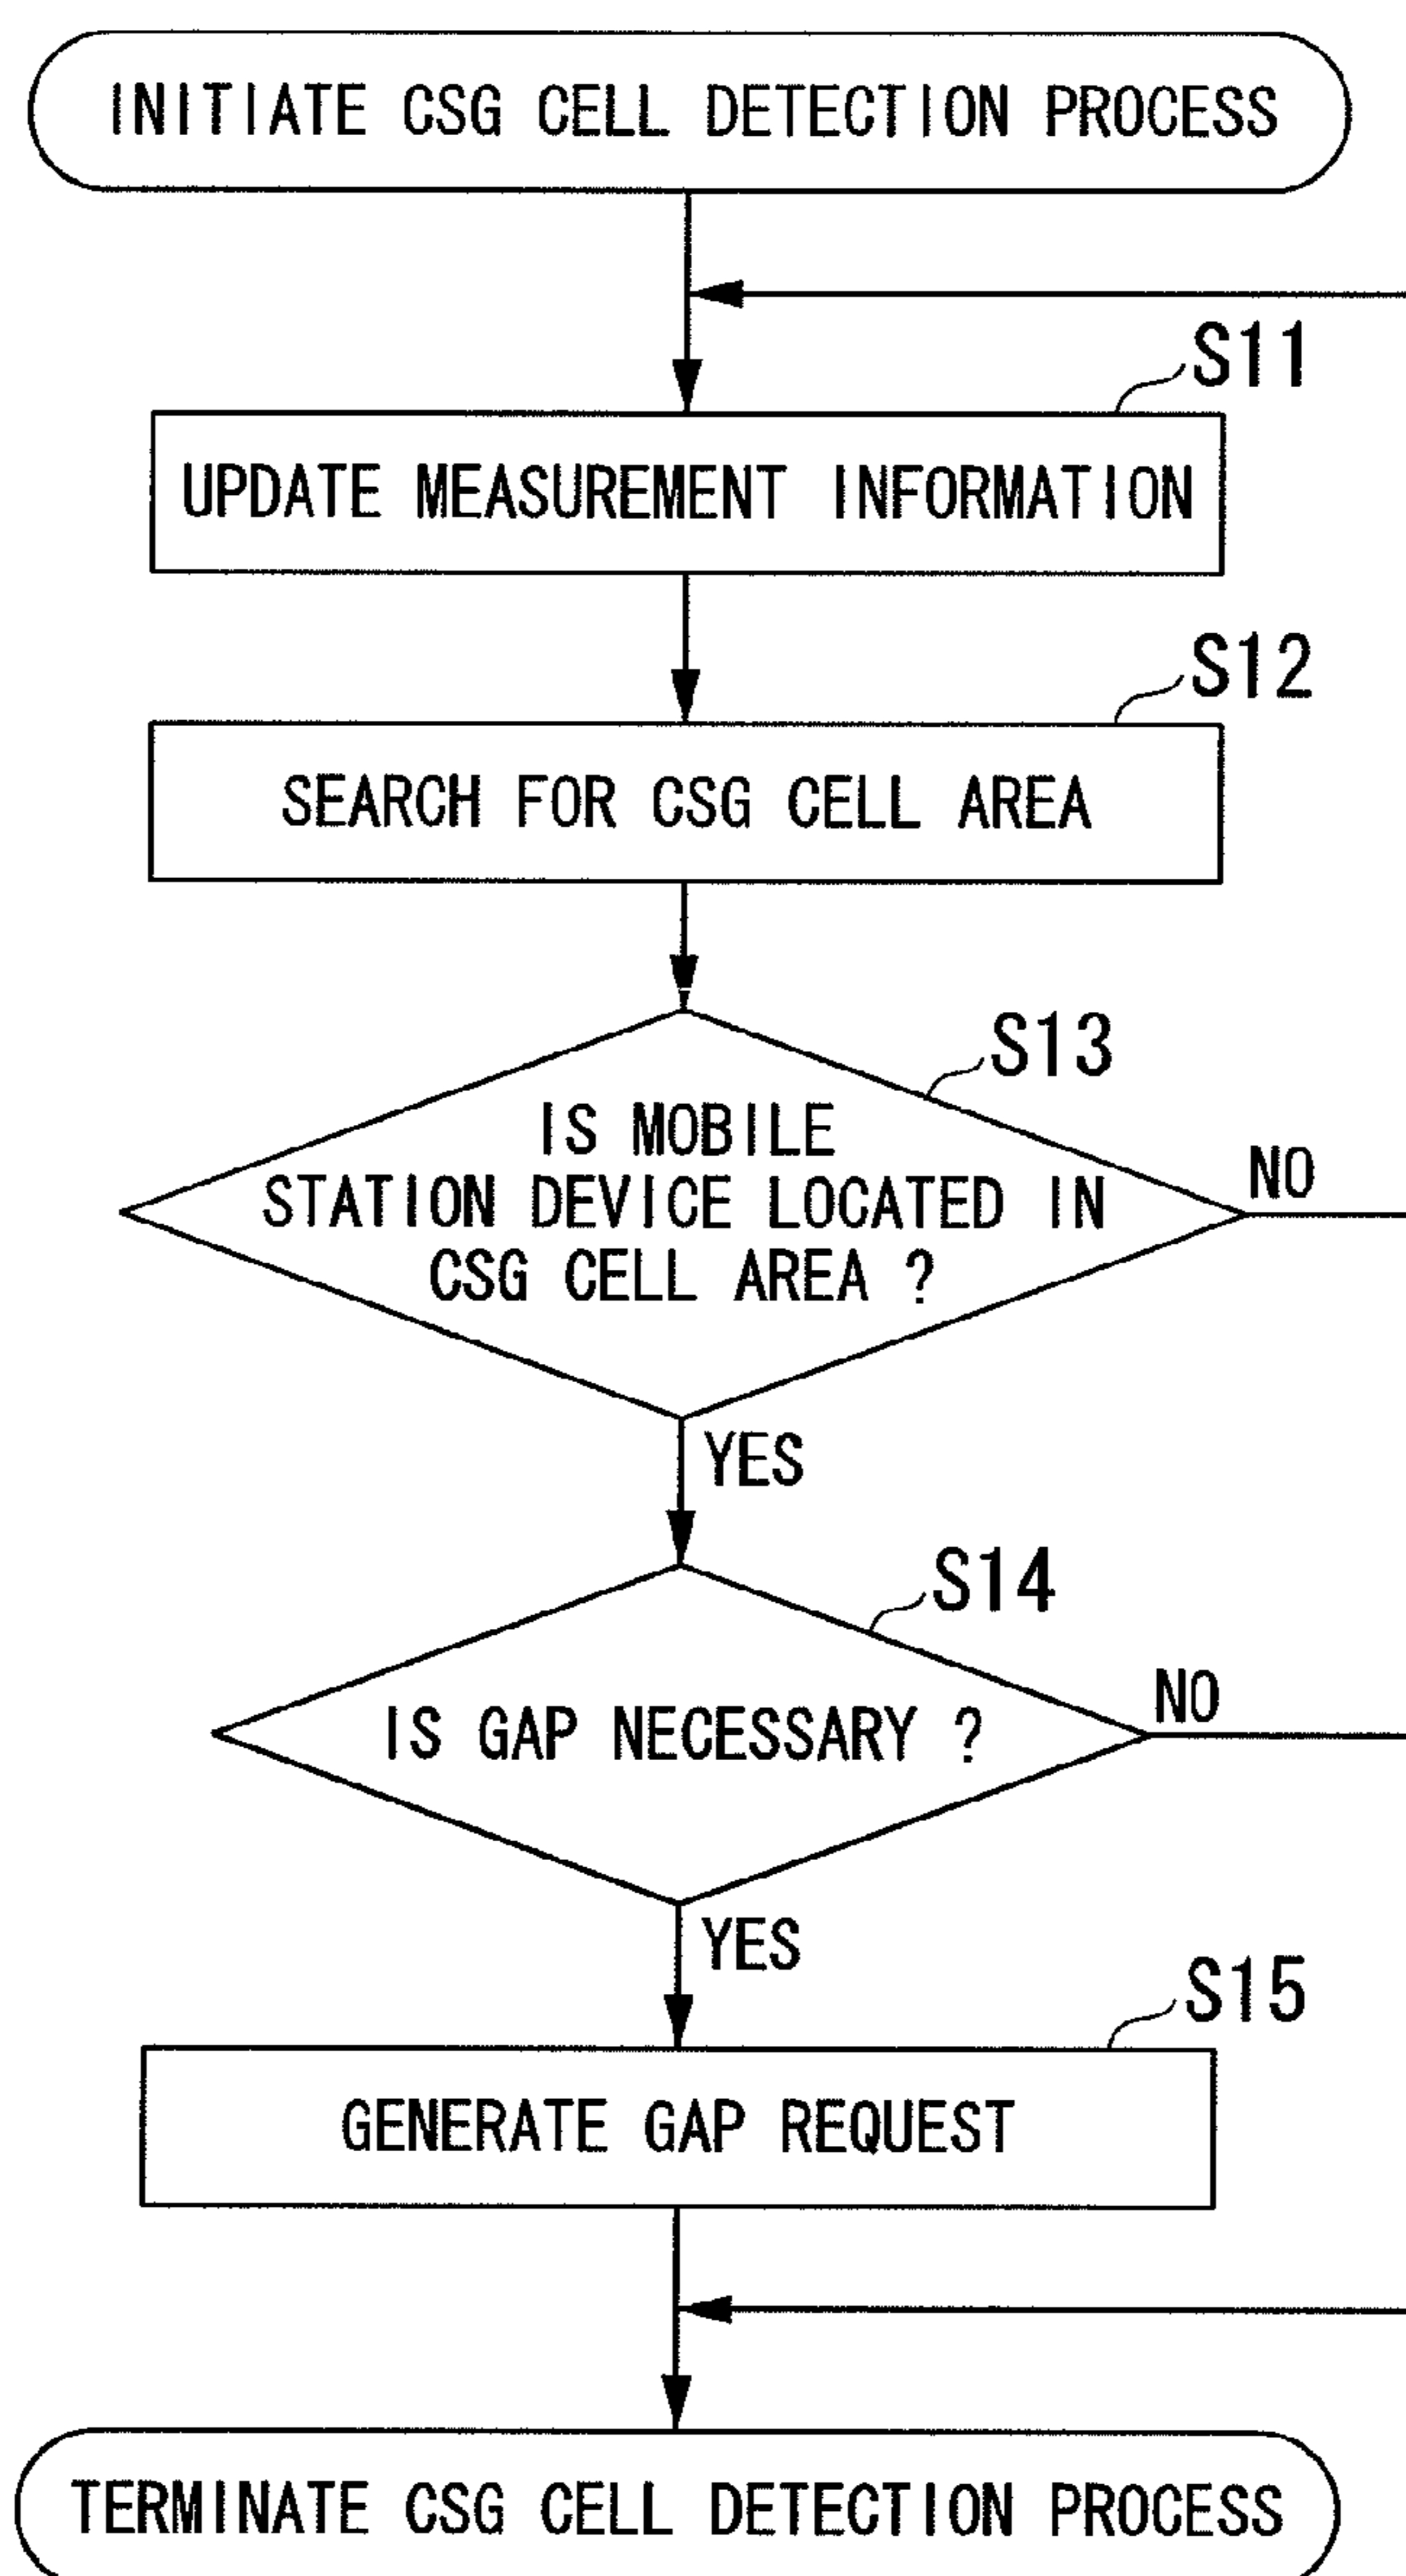 INITIATE CSG CELL DETECTION PROCESS
S11
UPDATE MEASUREMENT INFORMATION
S12
SEARCH FOR CSG CELL AREA
S13
IS MOBILE
STATION DEVICE LOCATED IN
CSG CELL AREA ?
NO
YES
S14
IS GAP NECESSARY ?
NO
YES
S15
GENERATE GAP REQUEST
TERMINATE CSG CELL DETECTION PROCESS